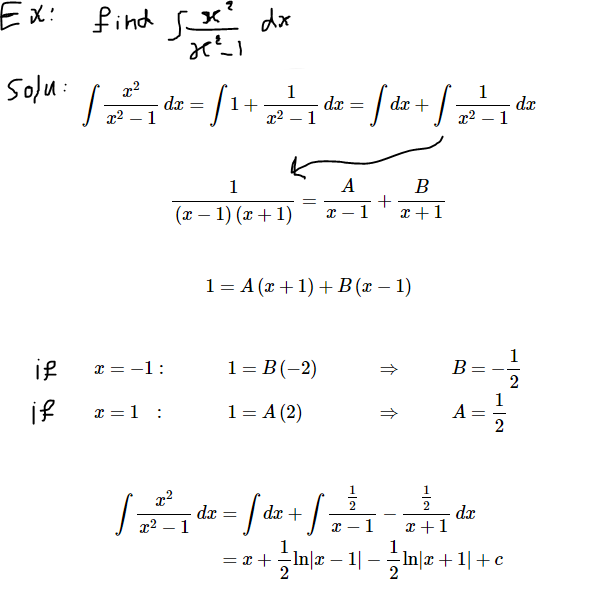 Ex: find ∫ x²/(x²-1) dx
Soln: ∫ x²/(x² − 1) dx = ∫ 1 + 1/(x² − 1) dx = ∫ dx + ∫ 1/(x² − 1) dx
1/((x − 1)(x + 1)) = A/(x − 1) + B/(x + 1)
1 = A(x + 1) + B(x − 1)
if x = −1 : 1 = B(−2) ⇒ B = −1/2
if x = 1 : 1 = A(2) ⇒ A = 1/2
∫ x²/(x² − 1) dx = ∫ dx + ∫ (1/2)/(x − 1) − (1/2)/(x + 1) dx
= x + 1/2 ln|x − 1| − 1/2 ln|x + 1| + c